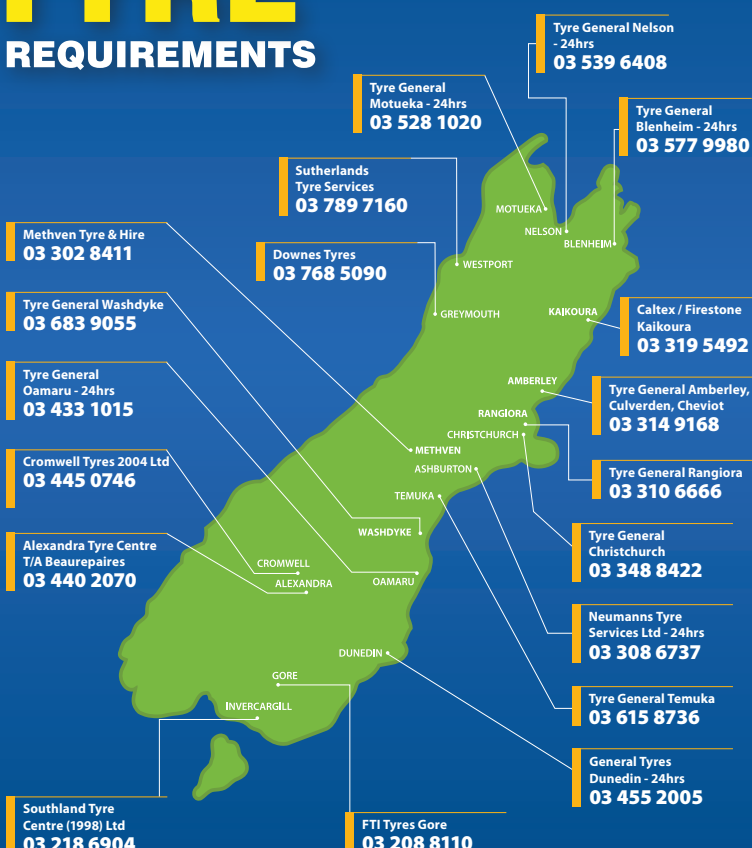 TYRE
REQUIREMENTS
Tyre General Nelson
- 24hrs
03 539 6408
Tyre General
Motueka - 24hrs
03 528 1020
Tyre General
Blenheim - 24hrs
03 577 9980
Sutherlands
Tyre Services
03 789 7160
Methven Tyre & Hire
03 302 8411
Downes Tyres
03 768 5090
Tyre General Washdyke
03 683 9055
Caltex / Firestone
Kaikoura
03 319 5492
Tyre General
Oamaru - 24hrs
03 433 1015
Tyre General Amberley,
Culverden, Cheviot
03 314 9168
Cromwell Tyres 2004 Ltd
03 445 0746
Tyre General Rangiora
03 310 6666
Alexandra Tyre Centre
T/A Beaurepaires
03 440 2070
Tyre General
Christchurch
03 348 8422
Neumanns Tyre
Services Ltd - 24hrs
03 308 6737
Tyre General Temuka
03 615 8736
General Tyres
Dunedin - 24hrs
03 455 2005
Southland Tyre
Centre (1998) Ltd
03 218 6904
FTI Tyres Gore
03 208 8110
MOTUEKA
NELSON
BLENHEIM
WESTPORT
GREYMOUTH
KAIKOURA
AMBERLEY
RANGIORA
CHRISTCHURCH
METHVEN
ASHBURTON
TEMUKA
WASHDYKE
CROMWELL
ALEXANDRA
OAMARU
DUNEDIN
GORE
INVERCARGILL